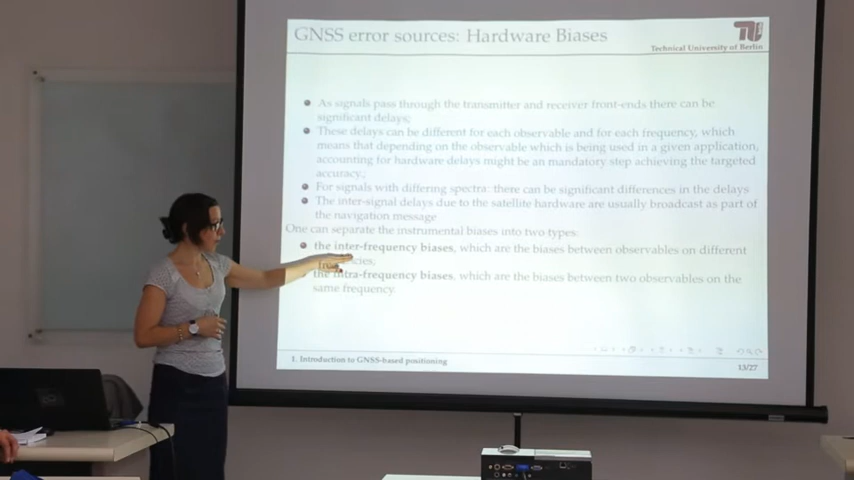 GNSS error sources: Hardware Biases
Technical University of Berlin
As signals pass through the transmitter and receiver front-ends there can be
significant delays;
These delays can be different for each observable and for each frequency, which
means that depending on the observable which is being used in a given application,
accounting for hardware delays might be an mandatory step achieving the targeted
accuracy.
For signals with differing spectra: there can be significant differences in the delays
The inter-signal delays due to the satellite hardware are usually broadcast as part of
the navigation message
One can separate the instrumental biases into two types:
the inter-frequency biases, which are the biases between observables on different
the intra-frequency biases, which are the biases between two observables on the
same frequency.
1. Introduction to GNSS-based positioning
13/27